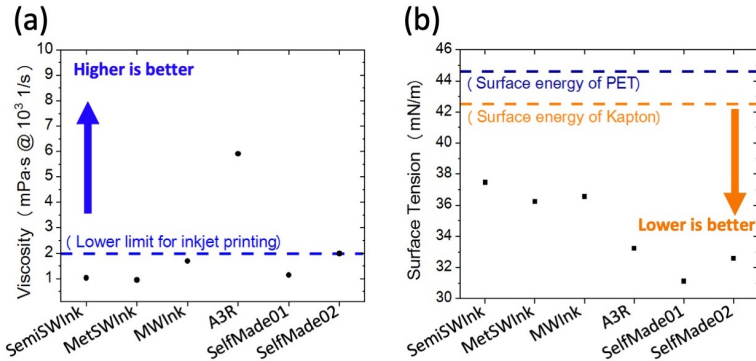 (a)
Viscosity ( mPa·s @ 10³ 1/s )
10
9
8
7
6
5
4
3
2
1
Higher is better
( Lower limit for inkjet printing)
SemiSWInk
MetSWInk
MWInk
A3R
SelfMade01
SelfMade02
(b)
Surface Tension ( mN/m)
46
44
42
40
38
36
34
32
30
( Surface energy of PET)
( Surface energy of Kapton)
Lower is better
SemiSWInk
MetSWInk
MWInk
A3R
SelfMade01
SelfMade02